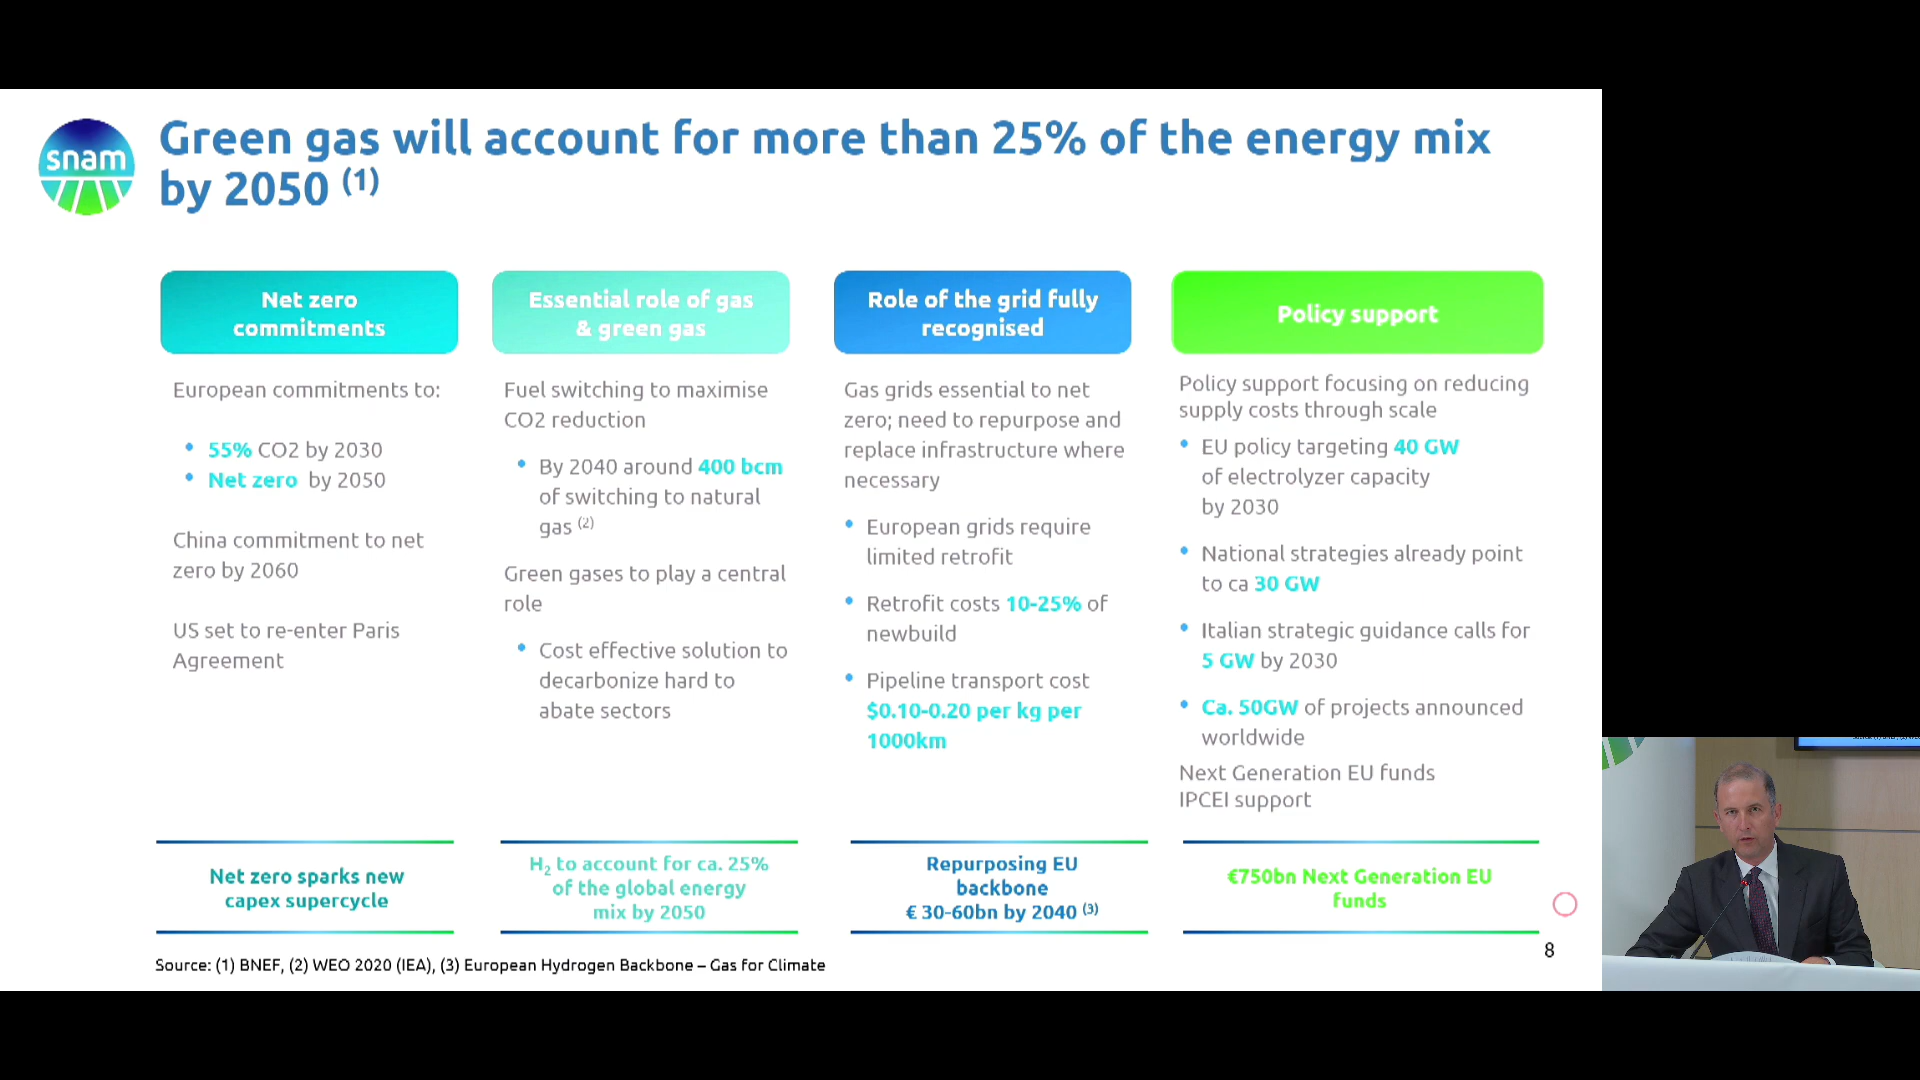 snam
Green gas will account for more than 25% of the energy mix
by 2050 (1)
Net zero
commitments
European commitments to:
• 55% CO2 by 2030
• Net zero by 2050
China commitment to net
zero by 2060
US set to re-enter Paris
Agreement
Net zero sparks new
capex supercycle
Essential role of gas
& green gas
Fuel switching to maximise
CO2 reduction
• By 2040 around 400 bcm
of switching to natural
gas (2)
Green gases to play a central
role
• Cost effective solution to
decarbonize hard to
abate sectors
H2 to account for ca. 25%
of the global energy
mix by 2050
Role of the grid fully
recognised
Gas grids essential to net
zero; need to repurpose and
replace infrastructure where
necessary
• European grids require
limited retrofit
• Retrofit costs 10-25% of
newbuild
• Pipeline transport cost
$0.10-0.20 per kg per
1000km
Repurposing EU
backbone
€ 30-60bn by 2040 (3)
Policy support
Policy support focusing on reducing
supply costs through scale
• EU policy targeting 40 GW
of electrolyzer capacity
by 2030
• National strategies already point
to ca 30 GW
• Italian strategic guidance calls for
5 GW by 2030
• Ca. 50GW of projects announced
worldwide
Next Generation EU funds
IPCEI support
€750bn Next Generation EU
funds
8
Source: (1) BNEF, (2) WEO 2020 (IEA), (3) European Hydrogen Backbone – Gas for Climate